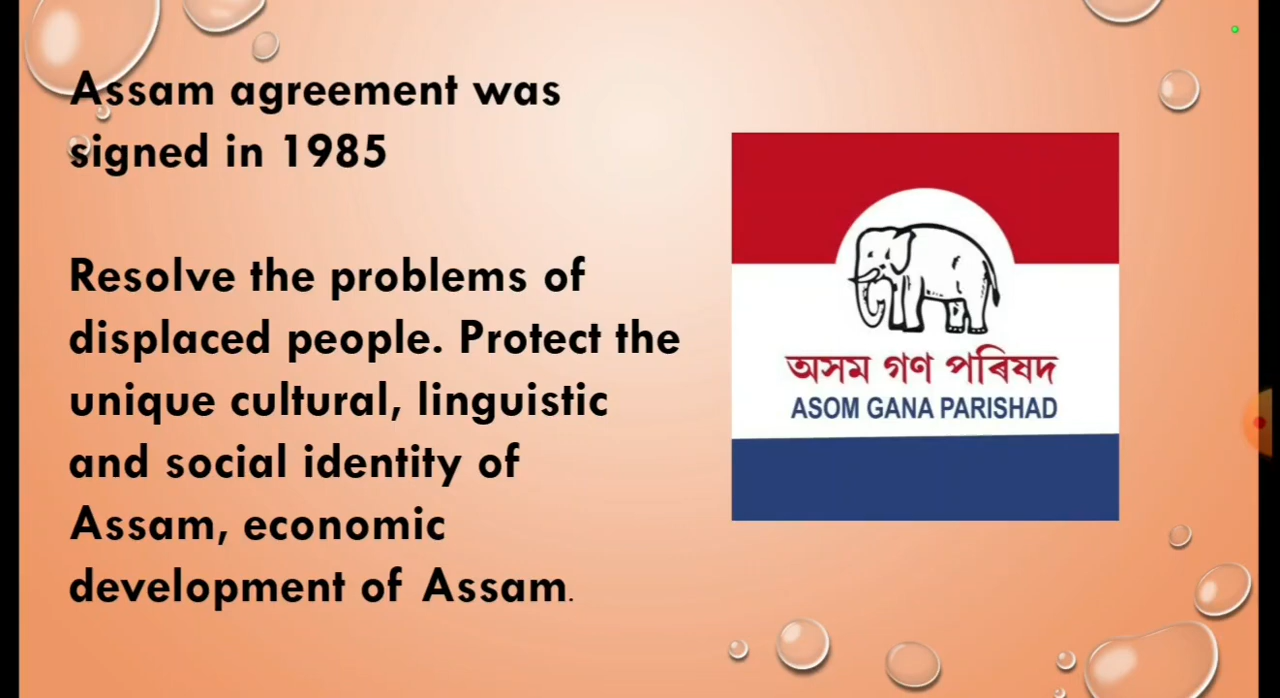 Assam agreement was
signed in 1985
Resolve the problems of
displaced people. Protect the
unique cultural, linguistic
and social identity of
Assam, economic
development of Assam.
অসম গণ পৰিষদ
ASOM GANA PARISHAD